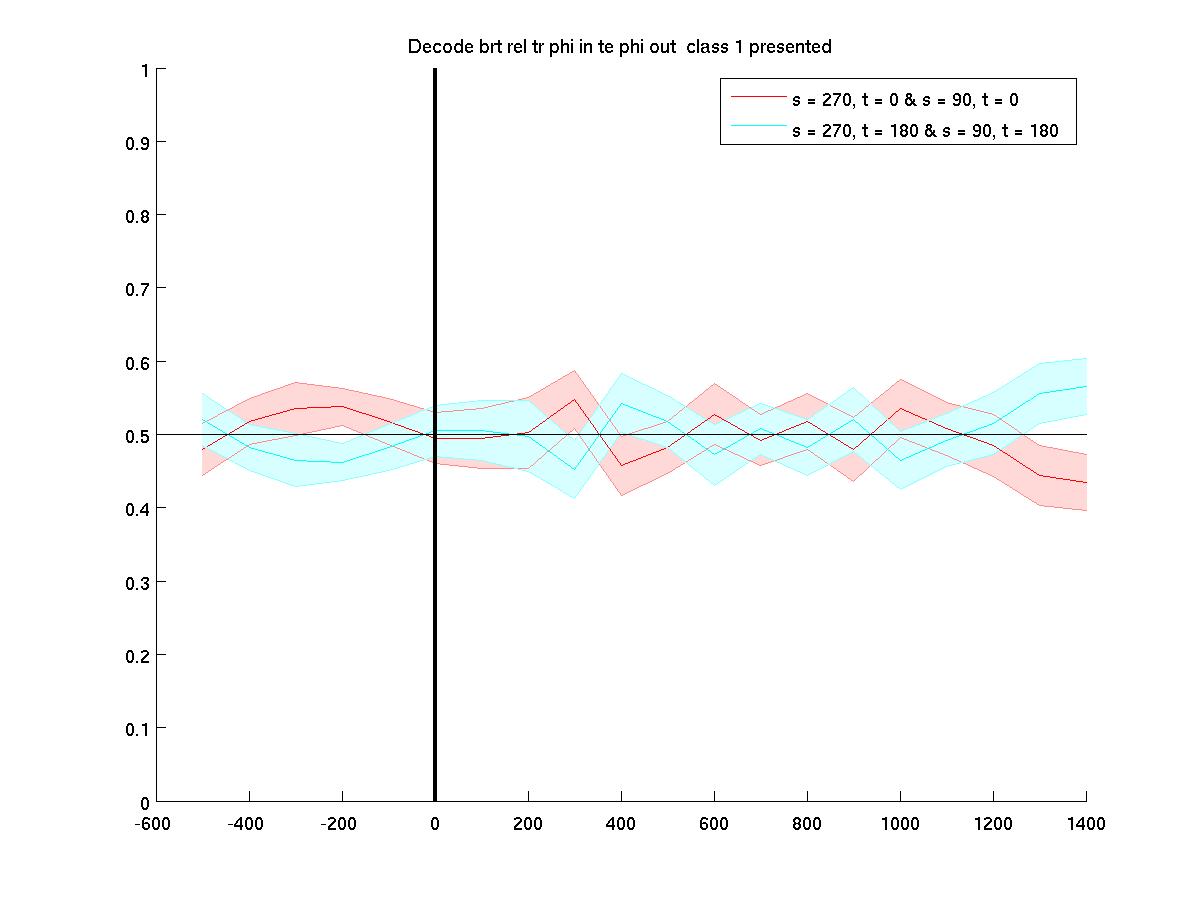 Decode brt rel tr phi in te phi out  class 1 presented
s = 270, t = 0 & s = 90, t = 0
s = 270, t = 180 & s = 90, t = 180
1
0.9
0.8
0.7
0.6
0.5
0.4
0.3
0.2
0.1
0
-600 -400 -200 0 200 400 600 800 1000 1200 1400